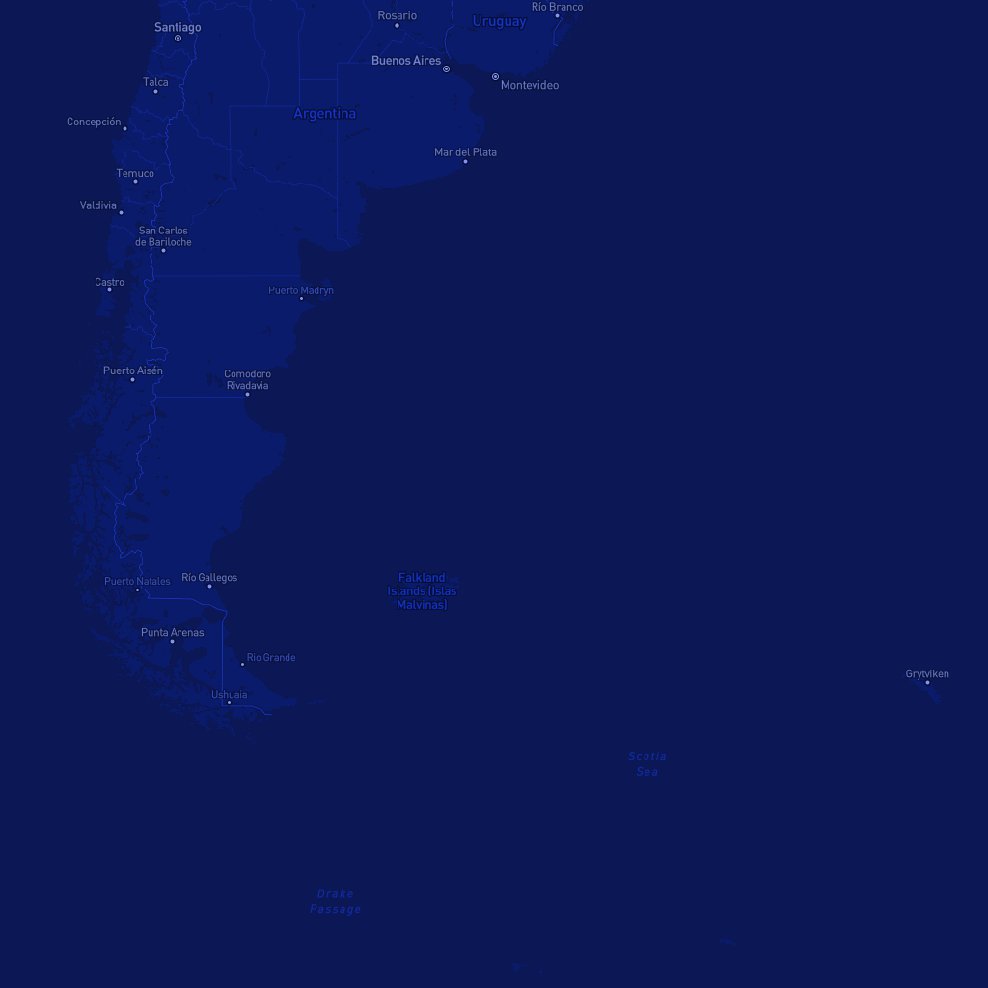 Río Branco
Rosario
Uruguay
Santiago
Buenos Aires
Talca
Montevideo
Argentina
Concepción
Mar del Plata
Temuco
Valdivia
San Carlos
de Bariloche
Castro
Puerto Madryn
Puerto Aisén
Comodoro
Rivadavia
Falkland
Islands (Islas
Malvinas)
Puerto Natales
Río Gallegos
Punta Arenas
Río Grande
Grytviken
Ushuaia
Scotia
Sea
Drake
Passage